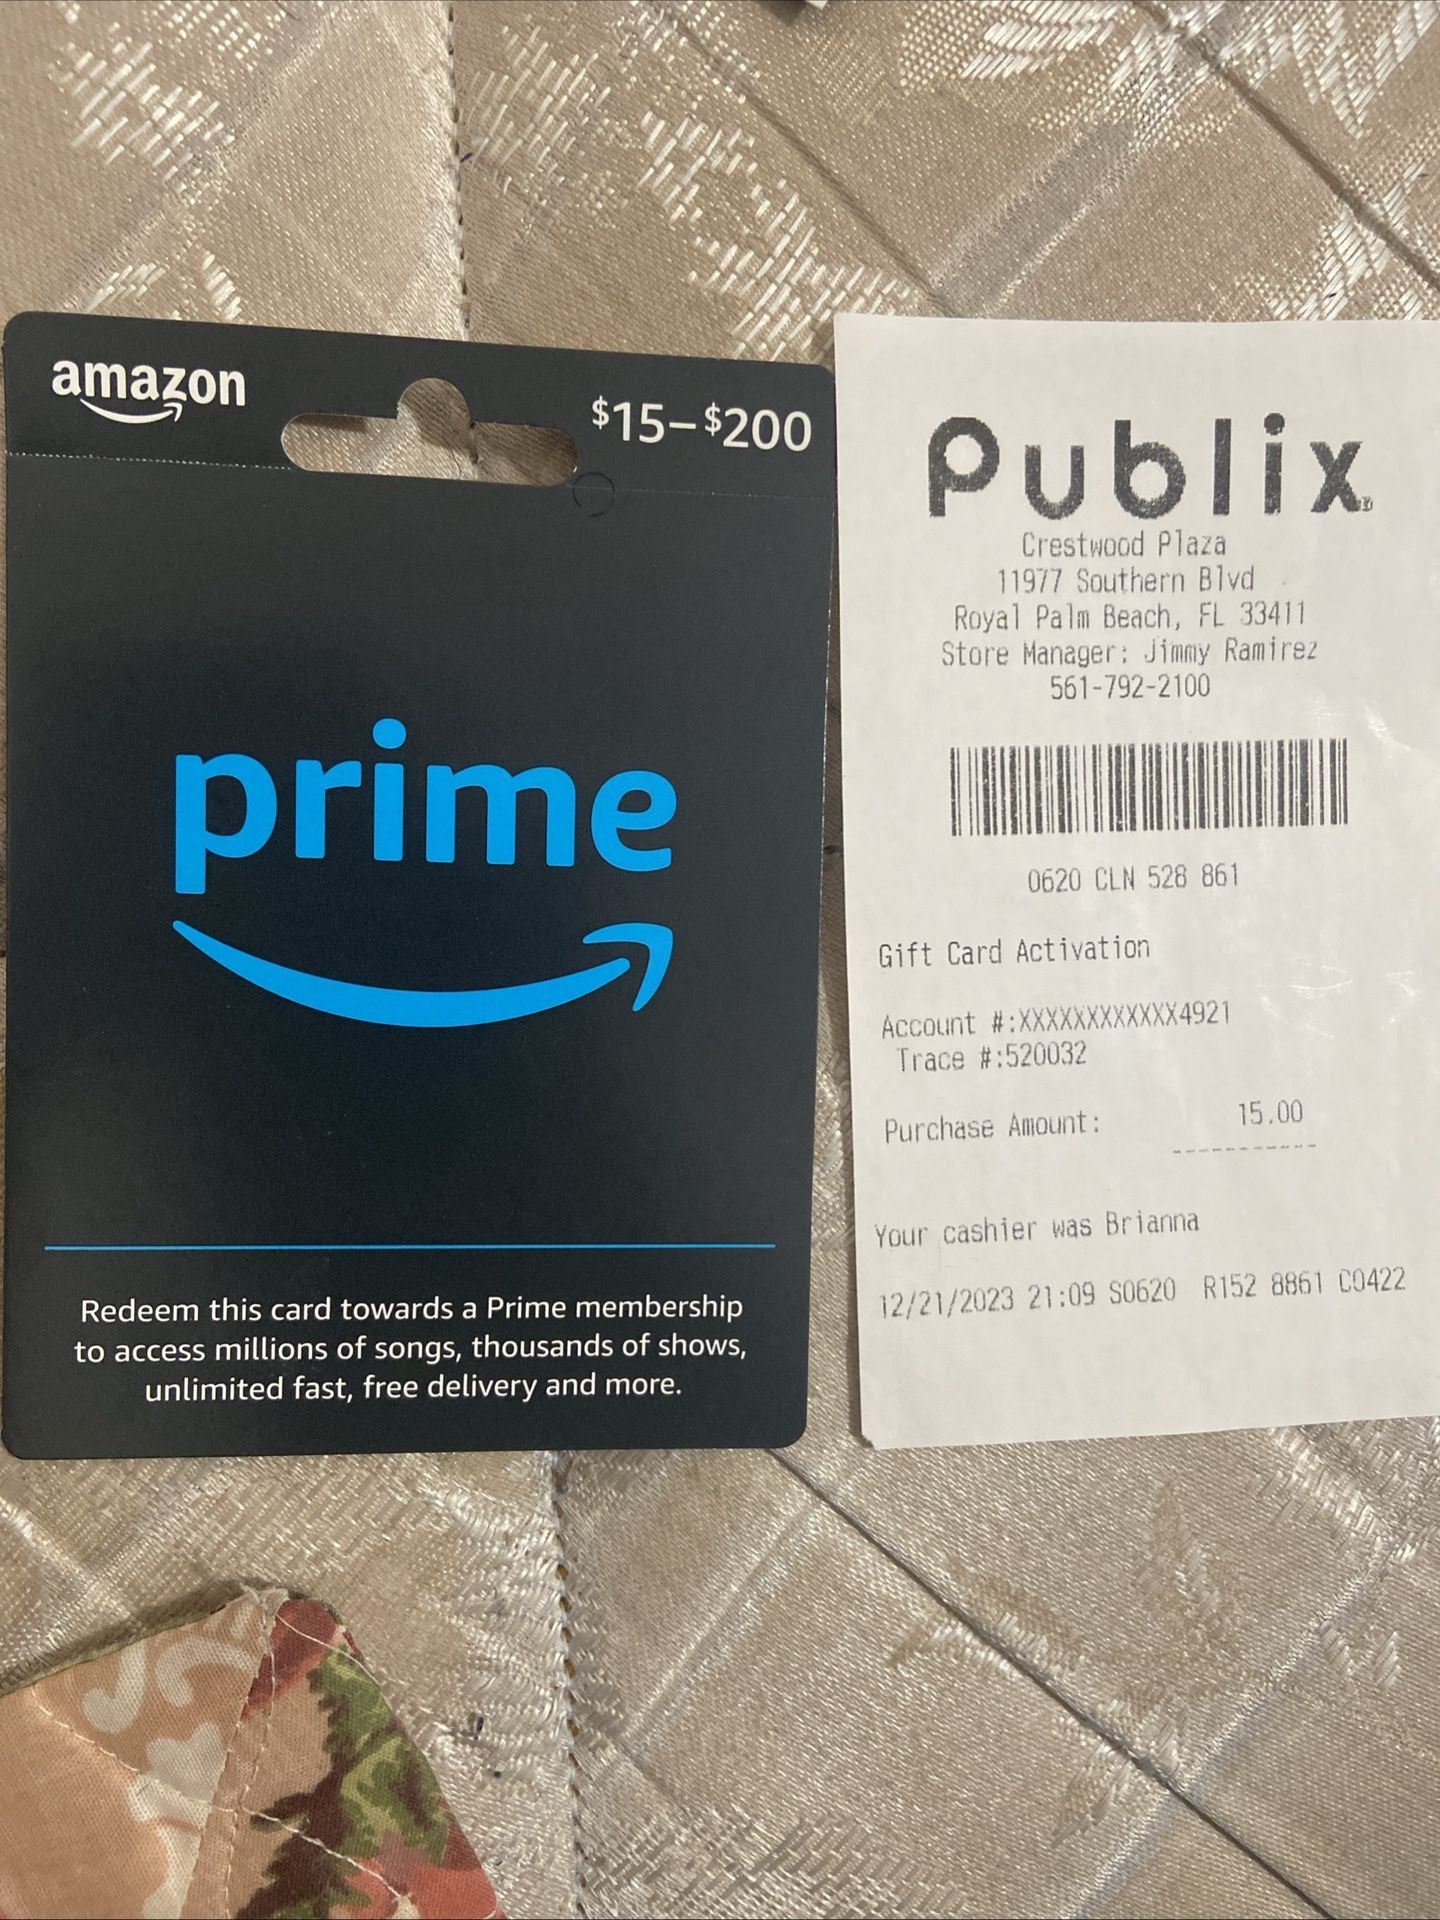 amazon
$15–$200
prime
Redeem this card towards a Prime membership
to access millions of songs, thousands of shows,
unlimited fast, free delivery and more.
Publix
Crestwood Plaza
11977 Southern Blvd
Royal Palm Beach, FL 33411
Store Manager: Jimmy Ramirez
561-792-2100
0620 CLN 528 861
Gift Card Activation
Account #:XXXXXXXXXXXX4921
Trace #:520032
Purchase Amount: 15.00
Your cashier was Brianna
12/21/2023 21:09 S0620 R152 8861 C0422